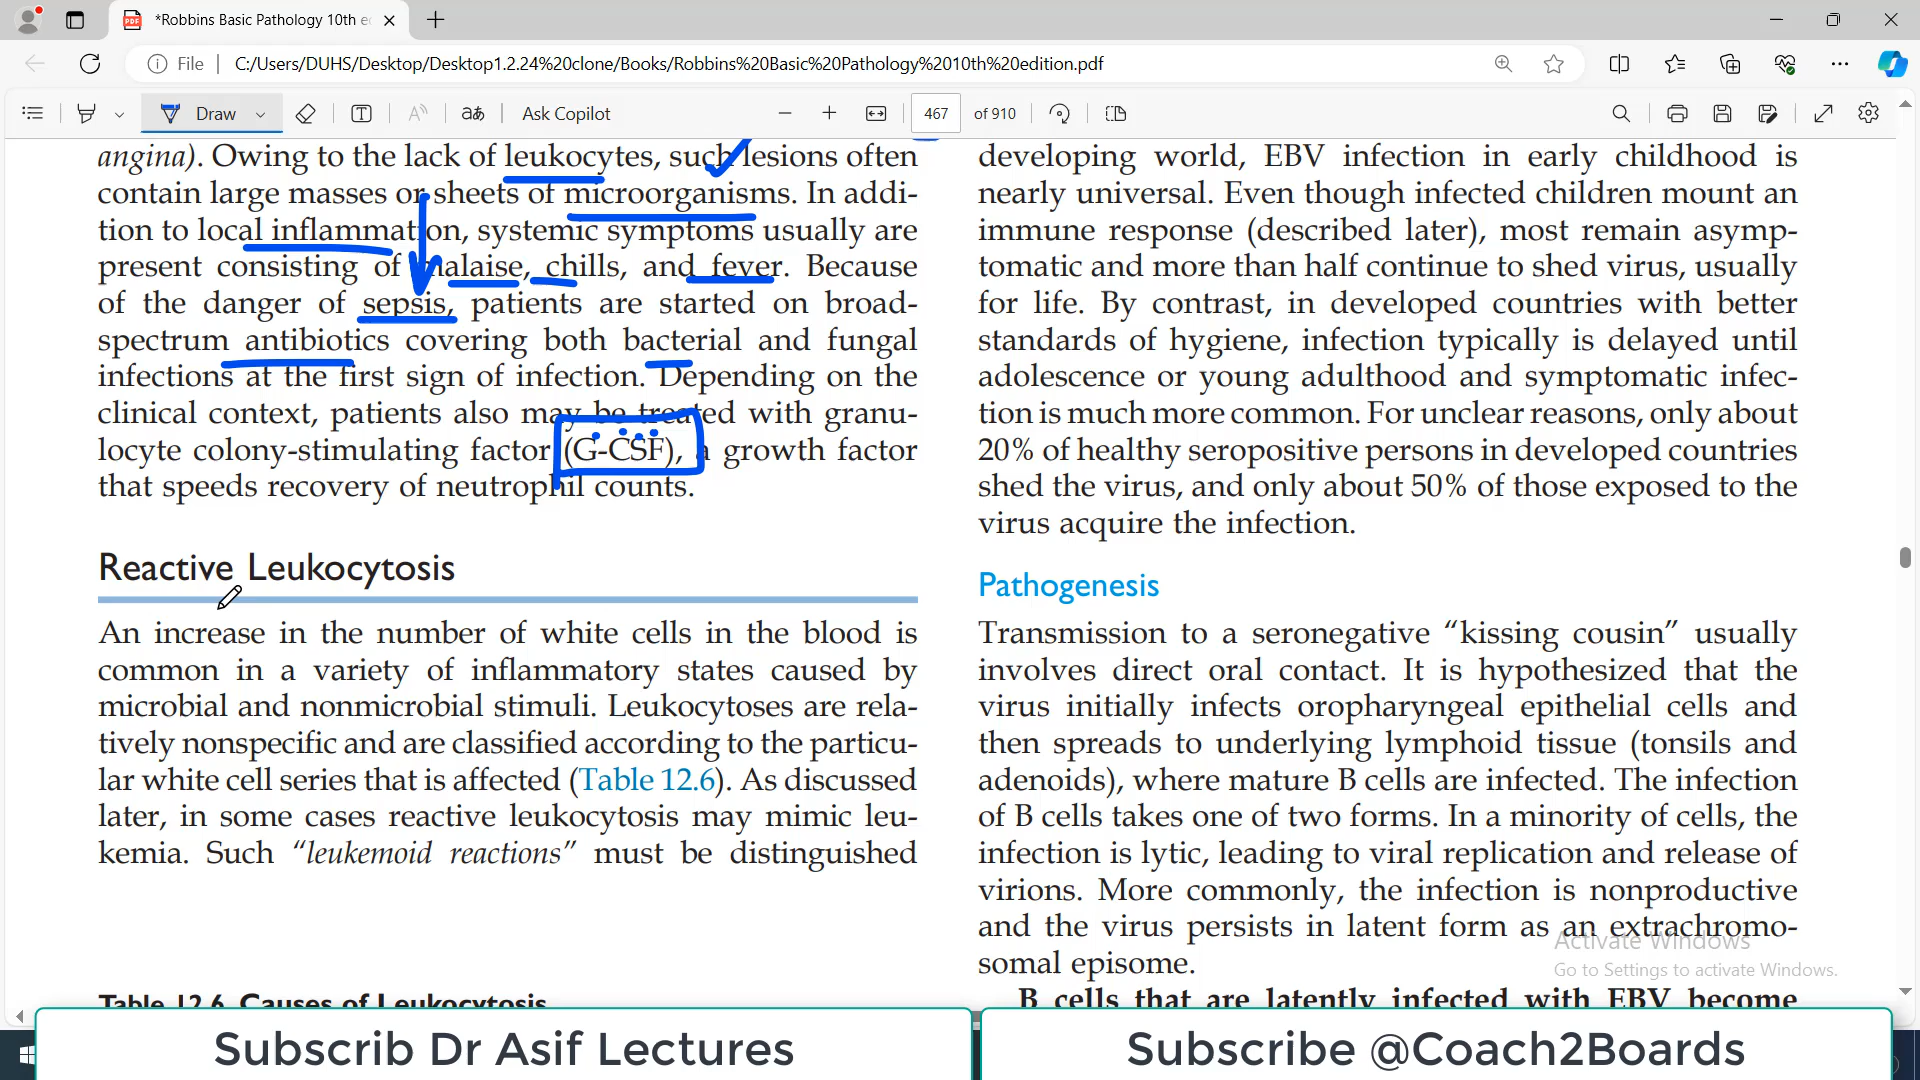 *Robbins Basic Pathology 10th e
File
C:/Users/DUHS/Desktop/Desktop1.2.24%20clone/Books/Robbins%20Basic%20Pathology%2010th%20edition.pdf
Draw
Ask Copilot
467 of 910
angina). Owing to the lack of leukocytes, such lesions often
contain large masses or sheets of microorganisms. In addi-
tion to local inflammation, systemic symptoms usually are
present consisting of malaise, chills, and fever. Because
of the danger of sepsis, patients are started on broad-
spectrum antibiotics covering both bacterial and fungal
infections at the first sign of infection. Depending on the
clinical context, patients also may be treated with granu-
locyte colony-stimulating factor (G-CSF), a growth factor
that speeds recovery of neutrophil counts.
Reactive Leukocytosis
An increase in the number of white cells in the blood is
common in a variety of inflammatory states caused by
microbial and nonmicrobial stimuli. Leukocytoses are rela-
tively nonspecific and are classified according to the particu-
lar white cell series that is affected (Table 12.6). As discussed
later, in some cases reactive leukocytosis may mimic leu-
kemia. Such "leukemoid reactions" must be distinguished
Table 12.6 Causes of Leukocytosis
developing world, EBV infection in early childhood is
nearly universal. Even though infected children mount an
immune response (described later), most remain asymp-
tomatic and more than half continue to shed virus, usually
for life. By contrast, in developed countries with better
standards of hygiene, infection typically is delayed until
adolescence or young adulthood and symptomatic infec-
tion is much more common. For unclear reasons, only about
20% of healthy seropositive persons in developed countries
shed the virus, and only about 50% of those exposed to the
virus acquire the infection.
Pathogenesis
Transmission to a seronegative "kissing cousin" usually
involves direct oral contact. It is hypothesized that the
virus initially infects oropharyngeal epithelial cells and
then spreads to underlying lymphoid tissue (tonsils and
adenoids), where mature B cells are infected. The infection
of B cells takes one of two forms. In a minority of cells, the
infection is lytic, leading to viral replication and release of
virions. More commonly, the infection is nonproductive
and the virus persists in latent form as an extrachromo-
somal episome.
B cells that are latently infected with EBV become
Activate Windows
Go to Settings to activate Windows.
Subscrib Dr Asif Lectures
Subscribe @Coach2Boards